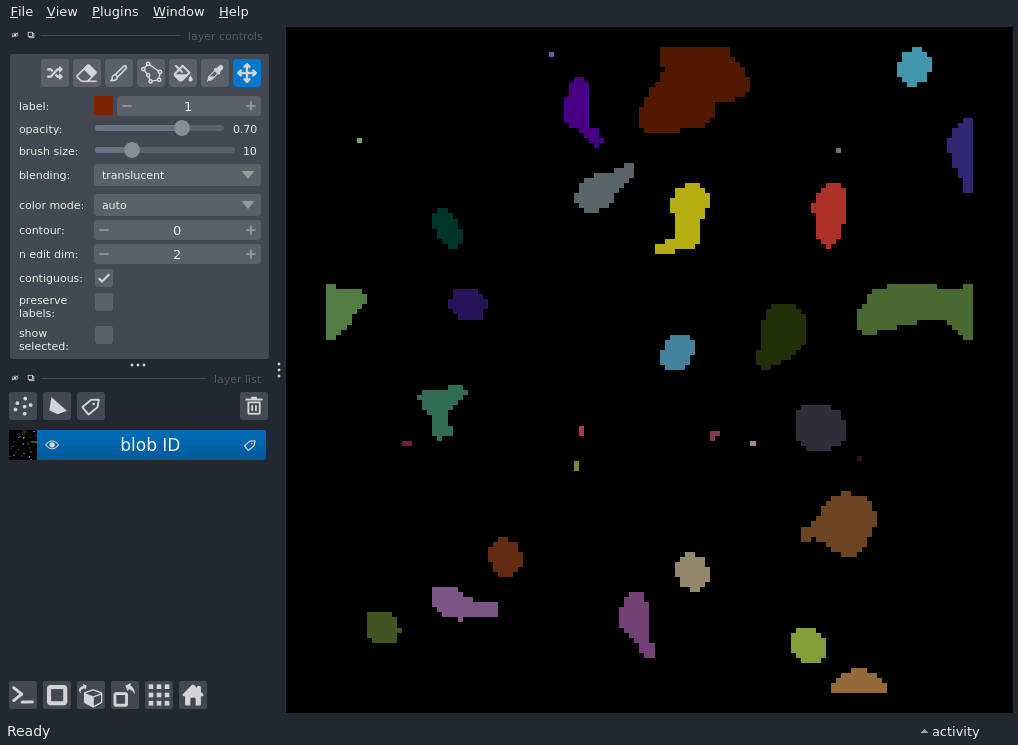 File View Plugins Window Help
layer controls
label: 1
opacity: 0.70
brush size: 10
blending: translucent
color mode: auto
contour: 0
n edit dim: 2
contiguous:
preserve
labels:
show
selected:
layer list
blob ID
Ready
activity